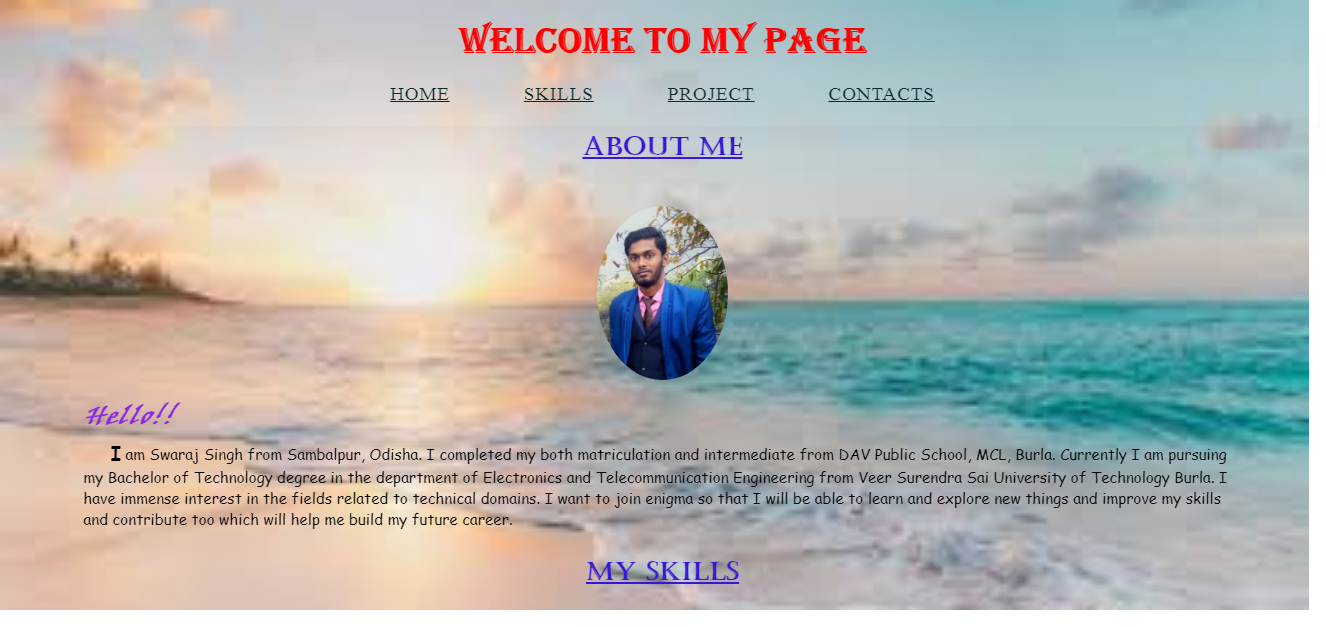 WELCOME TO MY PAGE
HOME SKILLS PROJECT CONTACTS
ABOUT ME
Hello!!
I am Swaraj Singh from Sambalpur, Odisha. I completed my both matriculation and intermediate from DAV Public School, MCL, Burla. Currently I am pursuing
my Bachelor of Technology degree in the department of Electronics and Telecommunication Engineering from Veer Surendra Sai University of Technology Burla. I
have immense interest in the fields related to technical domains. I want to join enigma so that I will be able to learn and explore new things and improve my skills
and contribute too which will help me build my future career.
MY SKILLS